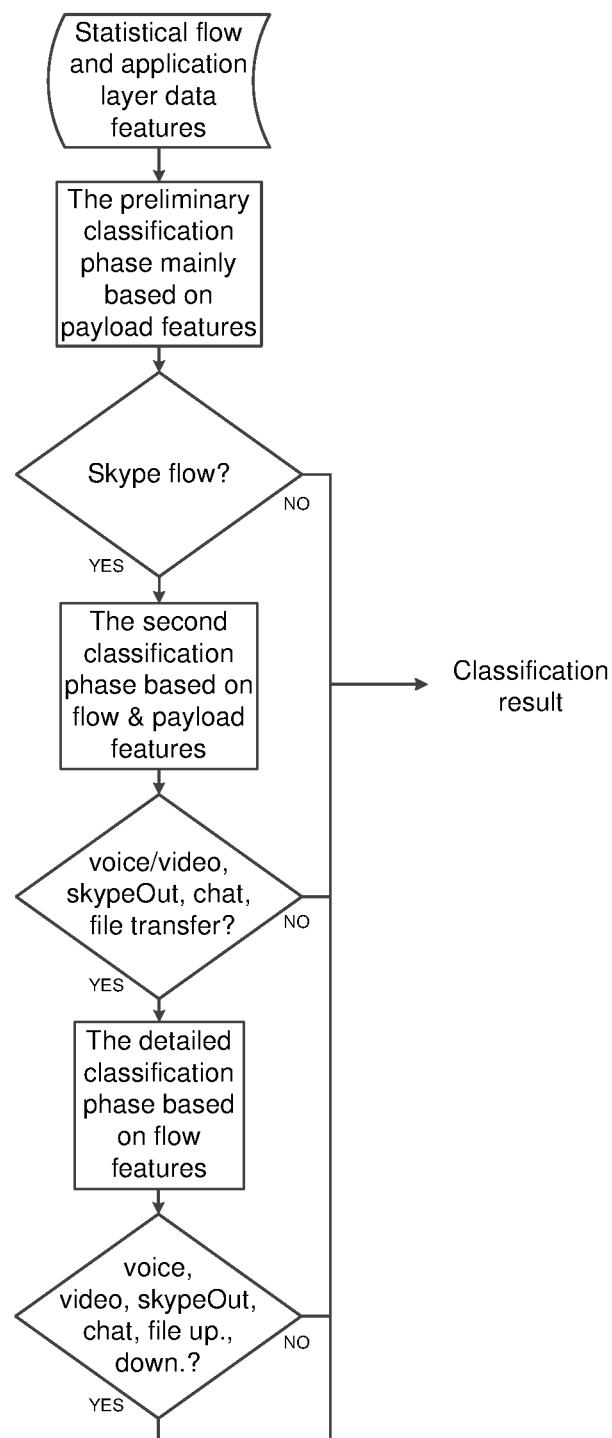 Statistical flow
and application
layer data
features
The preliminary
classification
phase mainly
based on
payload features
Skype flow?
NO
YES
The second
classification
phase based on
flow & payload
features
Classification
result
voice/video,
skypeOut, chat,
file transfer?
NO
YES
The detailed
classification
phase based
on flow
features
voice,
video, skypeOut,
chat, file up.,
down.?
NO
YES